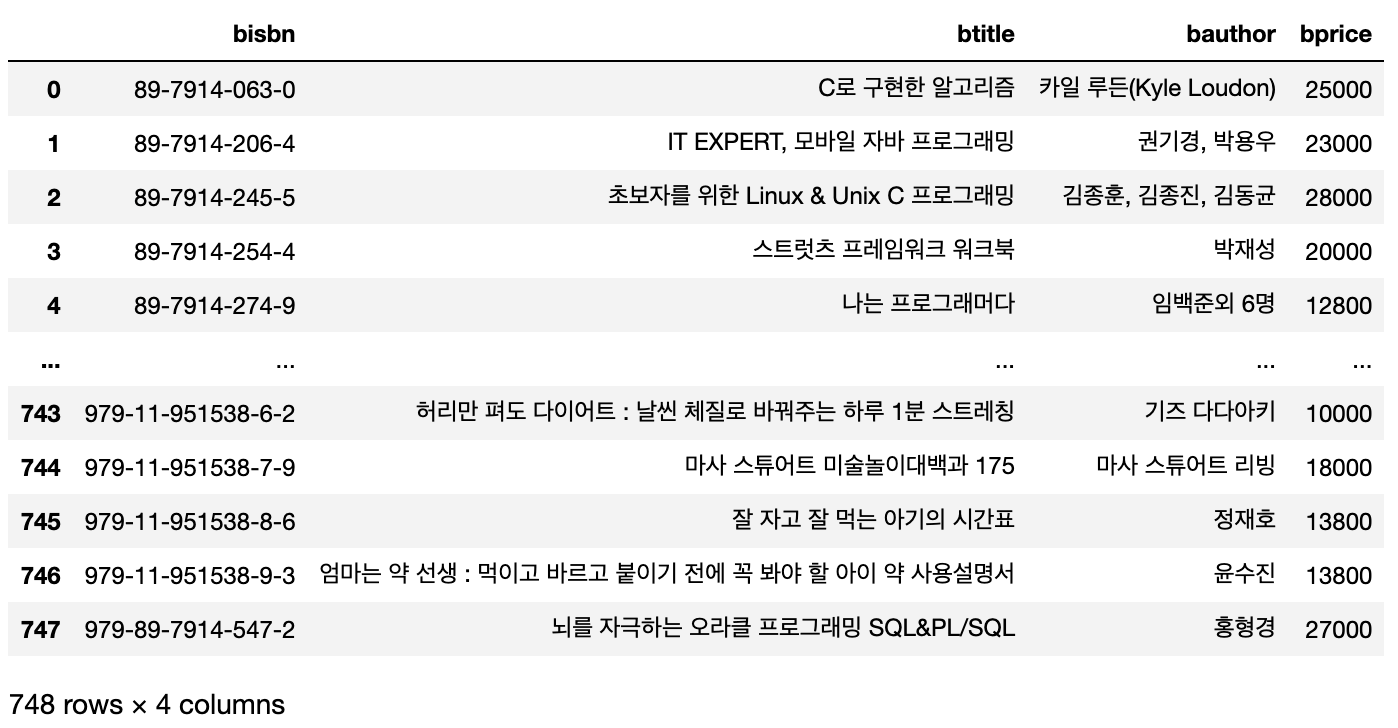 bisbn btitle bauthor bprice
0 89-7914-063-0 C로 구현한 알고리즘 카일 루든(Kyle Loudon) 25000
1 89-7914-206-4 IT EXPERT, 모바일 자바 프로그래밍 권기경, 박용우 23000
2 89-7914-245-5 초보자를 위한 Linux & Unix C 프로그래밍 김종훈, 김종진, 김동균 28000
3 89-7914-254-4 스트럿츠 프레임워크 워크북 박재성 20000
4 89-7914-274-9 나는 프로그래머다 임백준외 6명 12800
... ... ... ... ...
743 979-11-951538-6-2 허리만 펴도 다이어트 : 날씬 체질로 바꿔주는 하루 1분 스트레칭 기즈 다다아키 10000
744 979-11-951538-7-9 마사 스튜어트 미술놀이대백과 175 마사 스튜어트 리빙 18000
745 979-11-951538-8-6 잘 자고 잘 먹는 아기의 시간표 정재호 13800
746 979-11-951538-9-3 엄마는 약 선생 : 먹이고 바르고 붙이기 전에 꼭 봐야 할 아이 약 사용설명서 윤수진 13800
747 979-89-7914-547-2 뇌를 자극하는 오라클 프로그래밍 SQL&PL/SQL 홍형경 27000
748 rows × 4 columns